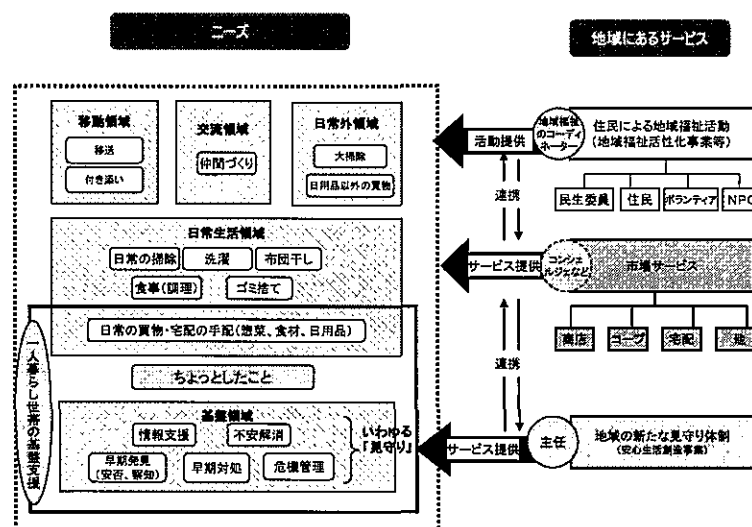 ニーズ
地域にあるサービス
移動領域
移送
付き添い
交流領域
仲間づくり
日常外領域
大掃除
日用品以外の買物
活動提供
地域福祉
のコーディ
ネーター
住民による地域福祉活動
(地域福祉活性化事業等)
民生委員
住民
ボランティア
NPO
連携
日常生活領域
日常の掃除
洗濯
布団干し
食事(調理)
ゴミ捨て
サービス提供
コンシェ
ルジェなど
市場サービス
商店
コープ
宅配
日常の買物・宅配の手配(惣菜、食材、日用品)
ちょっとしたこと
連携
一人暮らし世帯の基盤支援
基盤領域
情報支援
不安解消
早期発見
(安否、察知)
早期対処
危機管理
いわゆる
「見守り」
サービス提供
主任
地域の新たな見守り体制
(安心生活創造事業)